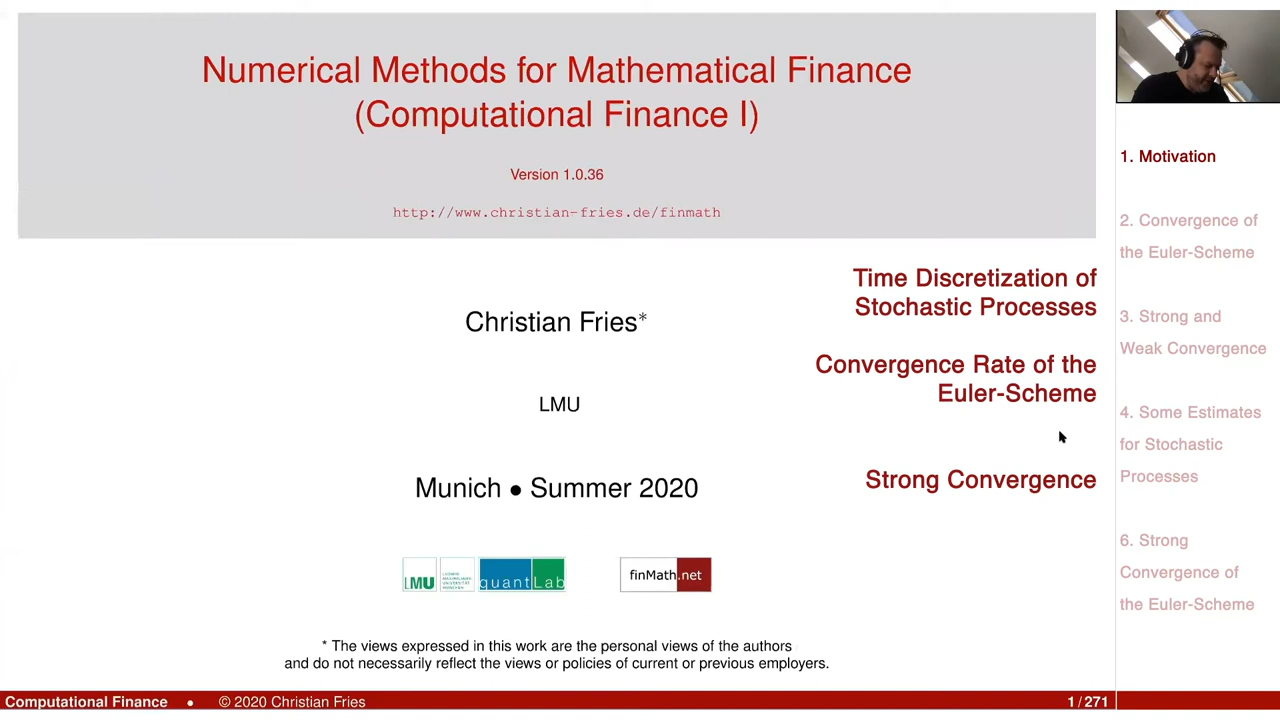 Numerical Methods for Mathematical Finance
(Computational Finance I)
Version 1.0.36
http://www.christian-fries.de/finmath
Time Discretization of
Stochastic Processes
Christian Fries*
Convergence Rate of the
Euler-Scheme
LMU
Strong Convergence
Munich • Summer 2020
LMU
quantLab
finMath.net
* The views expressed in this work are the personal views of the authors
and do not necessarily reflect the views or policies of current or previous employers.
Computational Finance • © 2020 Christian Fries
1 / 271
1. Motivation
2. Convergence of
the Euler-Scheme
3. Strong and
Weak Convergence
4. Some Estimates
for Stochastic
Processes
6. Strong
Convergence of
the Euler-Scheme